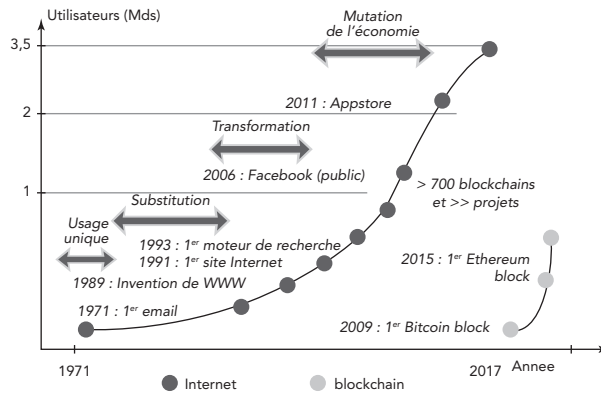 Utilisateurs (Mds)
Mutation
de l'économie
3,5
2011 : Appstore
2
Transformation
2006 : Facebook (public)
1
Substitution
> 700 blockchains
et >> projets
Usage
unique
1993 : 1er moteur de recherche
1991 : 1er site Internet
1989 : Invention de WWW
2015 : 1er Ethereum
block
1971 : 1er email
2009 : 1er Bitcoin block
1971
2017
Annee
Internet
blockchain